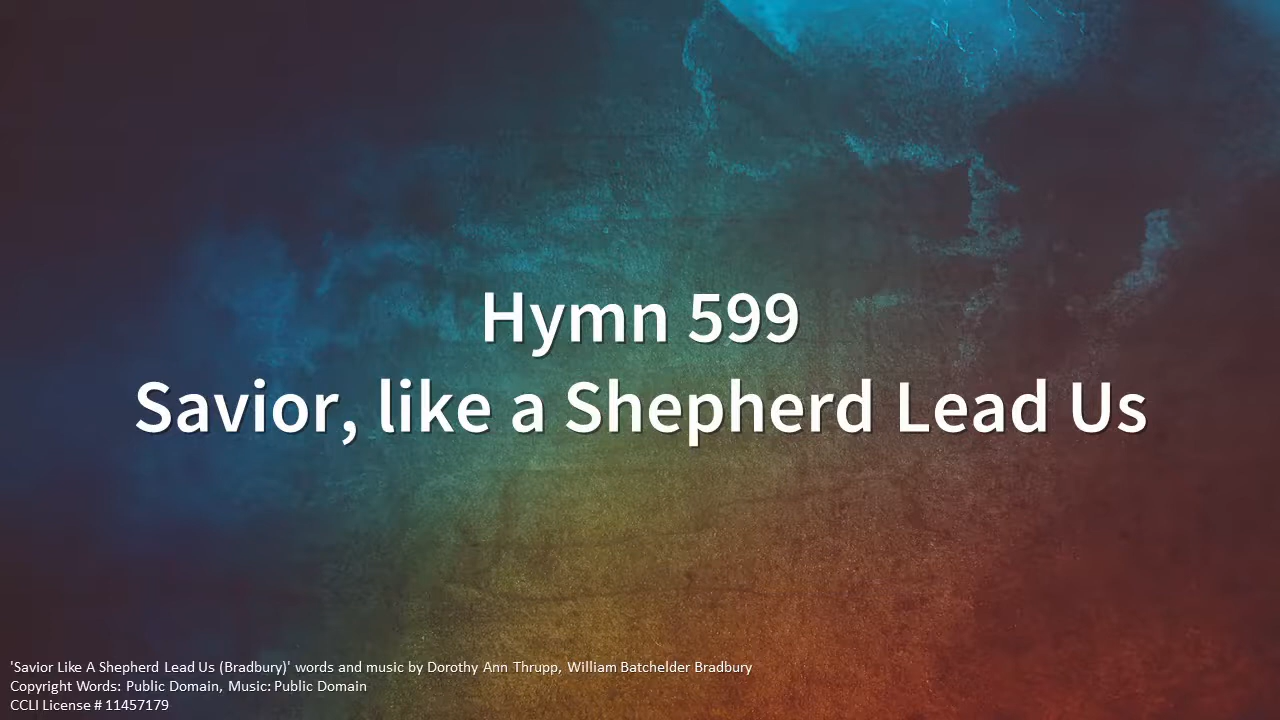 Hymn 599
Savior, like a Shepherd Lead Us
'Savior Like A Shepherd Lead Us (Bradbury)' words and music by Dorothy Ann Thrupp, William Batchelder Bradbury
Copyright Words: Public Domain, Music: Public Domain
CCLI License # 11457179